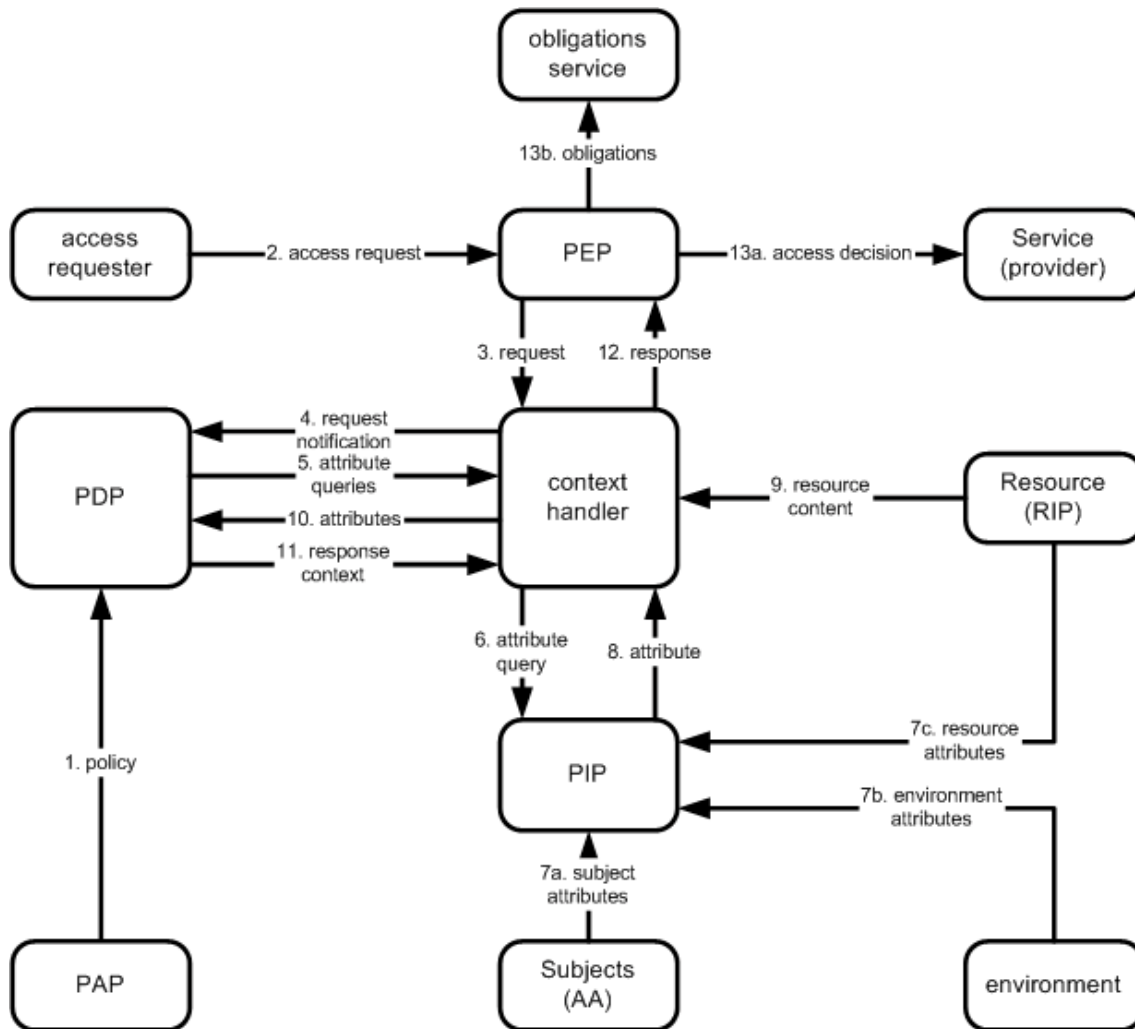 obligations
service
13b. obligations
access
requester
2. access request
PEP
13a. access decision
Service
(provider)
3. request
12. response
PDP
4. request
notification
5. attribute
queries
10. attributes
11. response
context
context
handler
9. resource
content
Resource
(RIP)
6. attribute
query
8. attribute
1. policy
PIP
7c. resource
attributes
7b. environment
attributes
7a. subject
attributes
PAP
Subjects
(AA)
environment